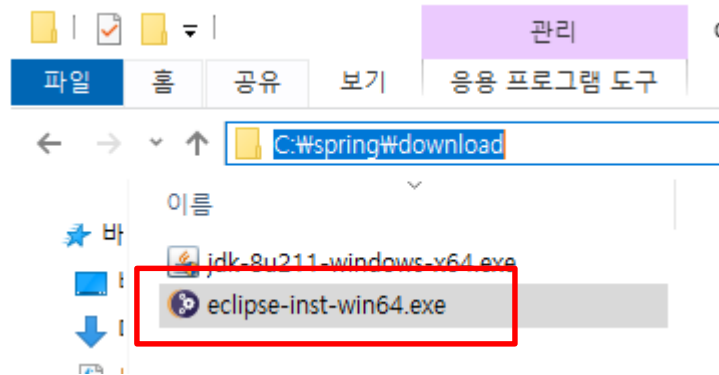 관리
파일 홈 공유 보기 응용 프로그램 도구
C:₩spring₩download
이름
바
jdk-8u211-windows-x64.exe
eclipse-inst-win64.exe